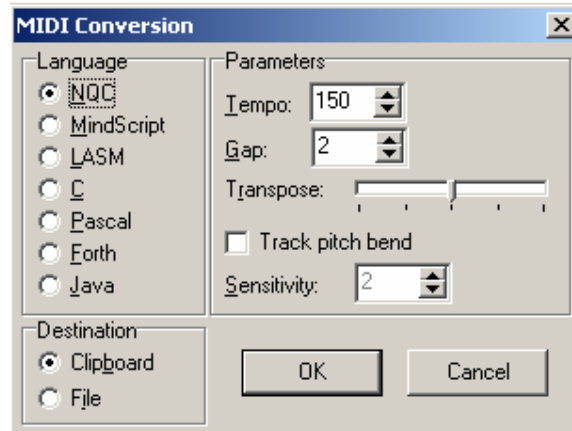 MIDI Conversion
Language
NQC
MindScript
LASM
C
Pascal
Forth
Java
Destination
Clipboard
File
Parameters
Tempo: 150
Gap: 2
Transpose:
Track pitch bend
Sensitivity: 2
OK
Cancel